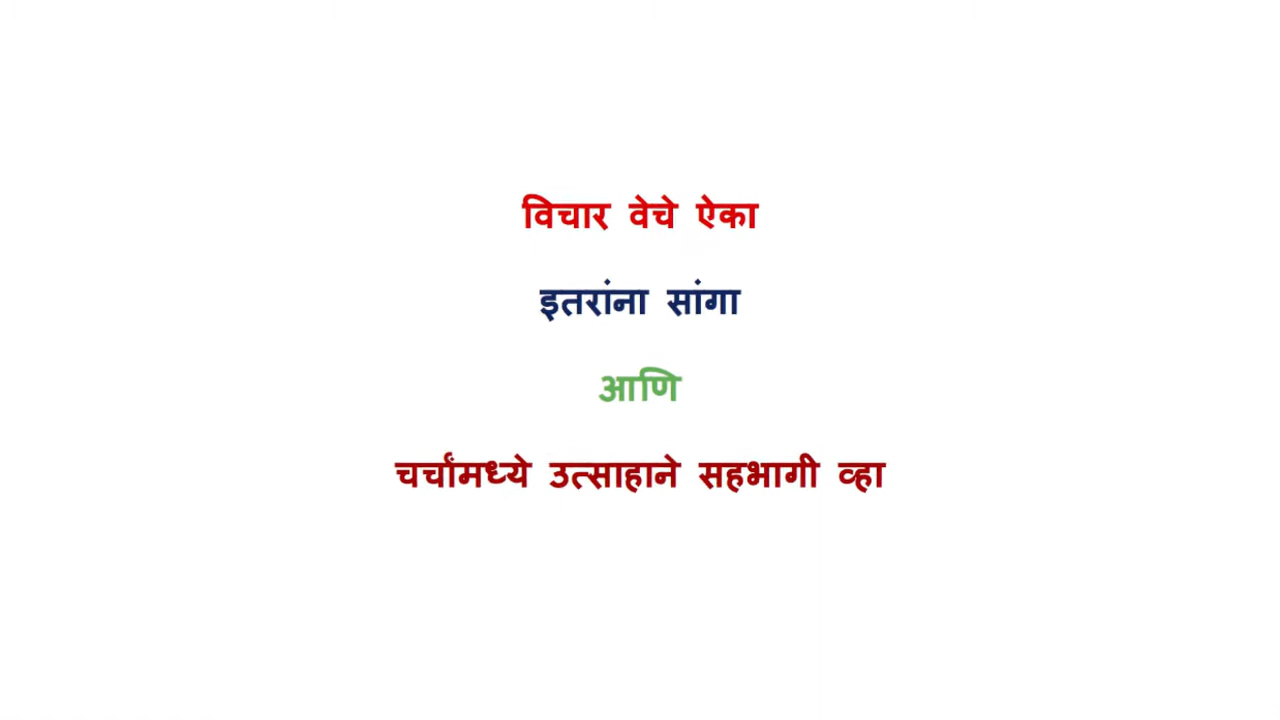 विचार वेचे ऐका
इतरांना सांगा
आणि
चर्चांमध्ये उत्साहाने सहभागी व्हा